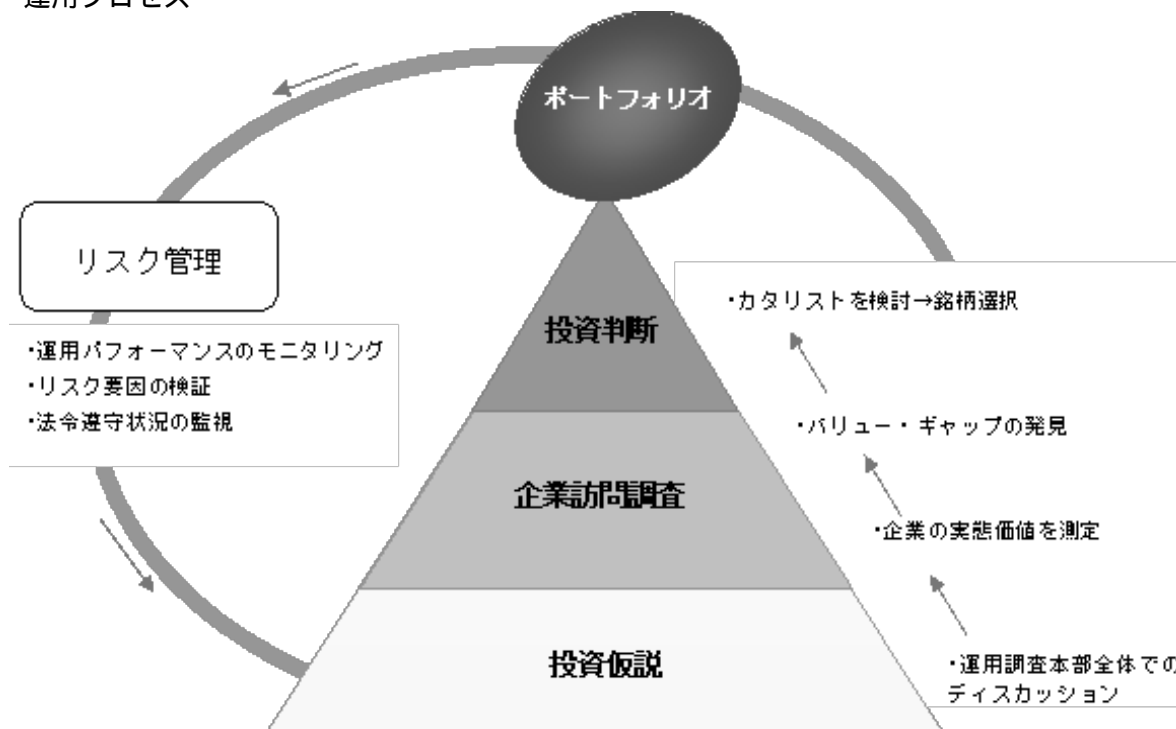 運用プロセス
ポートフォリオ
リスク管理
・運用パフォーマンスのモニタリング
・リスク要因の検証
・法令遵守状況の監視
投資判断
企業訪問調査
投資仮説
・カタリストを検討→銘柄選択
・バリュー・ギャップの発見
・企業の実態価値を測定
・運用調査本部全体での
ディスカッション